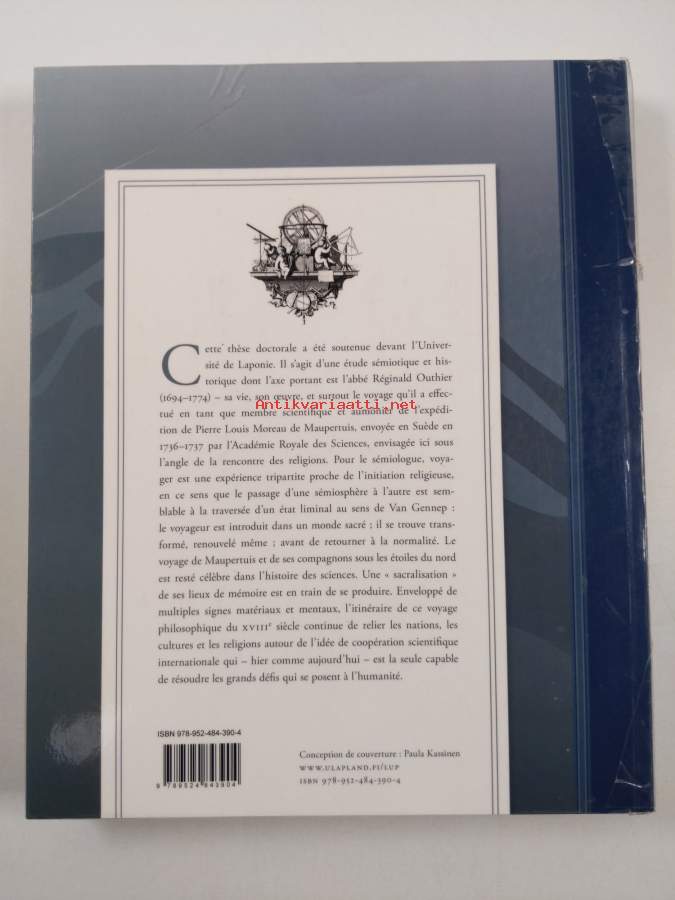 Cette thèse doctorale a été soutenue devant l'Univer-
sité de Laponie. Il s'agit d'une étude sémiotique et his-
torique dont l'axe portant est l'abbé Réginald Outhier
(1694–1774) – sa vie, son œuvre, et surtout le voyage qu'il a effec-
Antikvariaatti.net
tué en tant que membre scientifique et aumônier de l'expédi-
tion de Pierre Louis Moreau de Maupertuis, envoyée en Suède en
1736–1737 par l'Académie Royale des Sciences, envisagée ici sous
l'angle de la rencontre des religions. Pour le sémiologue, voya-
ger est une expérience tripartite proche de l'initiation religieuse,
en ce sens que le passage d'une sémiosphère à l'autre est sem-
blable à la traversée d'un état liminal au sens de Van Gennep :
le voyageur est introduit dans un monde sacré ; il se trouve trans-
formé, renouvelé même ; avant de retourner à la normalité. Le
voyage de Maupertuis et de ses compagnons sous les étoiles du nord
est resté célèbre dans l'histoire des sciences. Une « sacralisation »
de ses lieux de mémoire est en train de se produire. Enveloppé de
multiples signes matériaux et mentaux, l'itinéraire de ce voyage
philosophique du XVIIIe siècle continue de relier les nations, les
cultures et les religions autour de l'idée de coopération scientifique
internationale qui – hier comme aujourd'hui – est la seule capable
de résoudre les grands défis qui se posent à l'humanité.
ISBN 978-952-484-390-4
9 789524 843904
Conception de couverture : Paula Kassinen
WWW.ULAPLAND.FI/LUP
ISBN 978-952-484-390-4